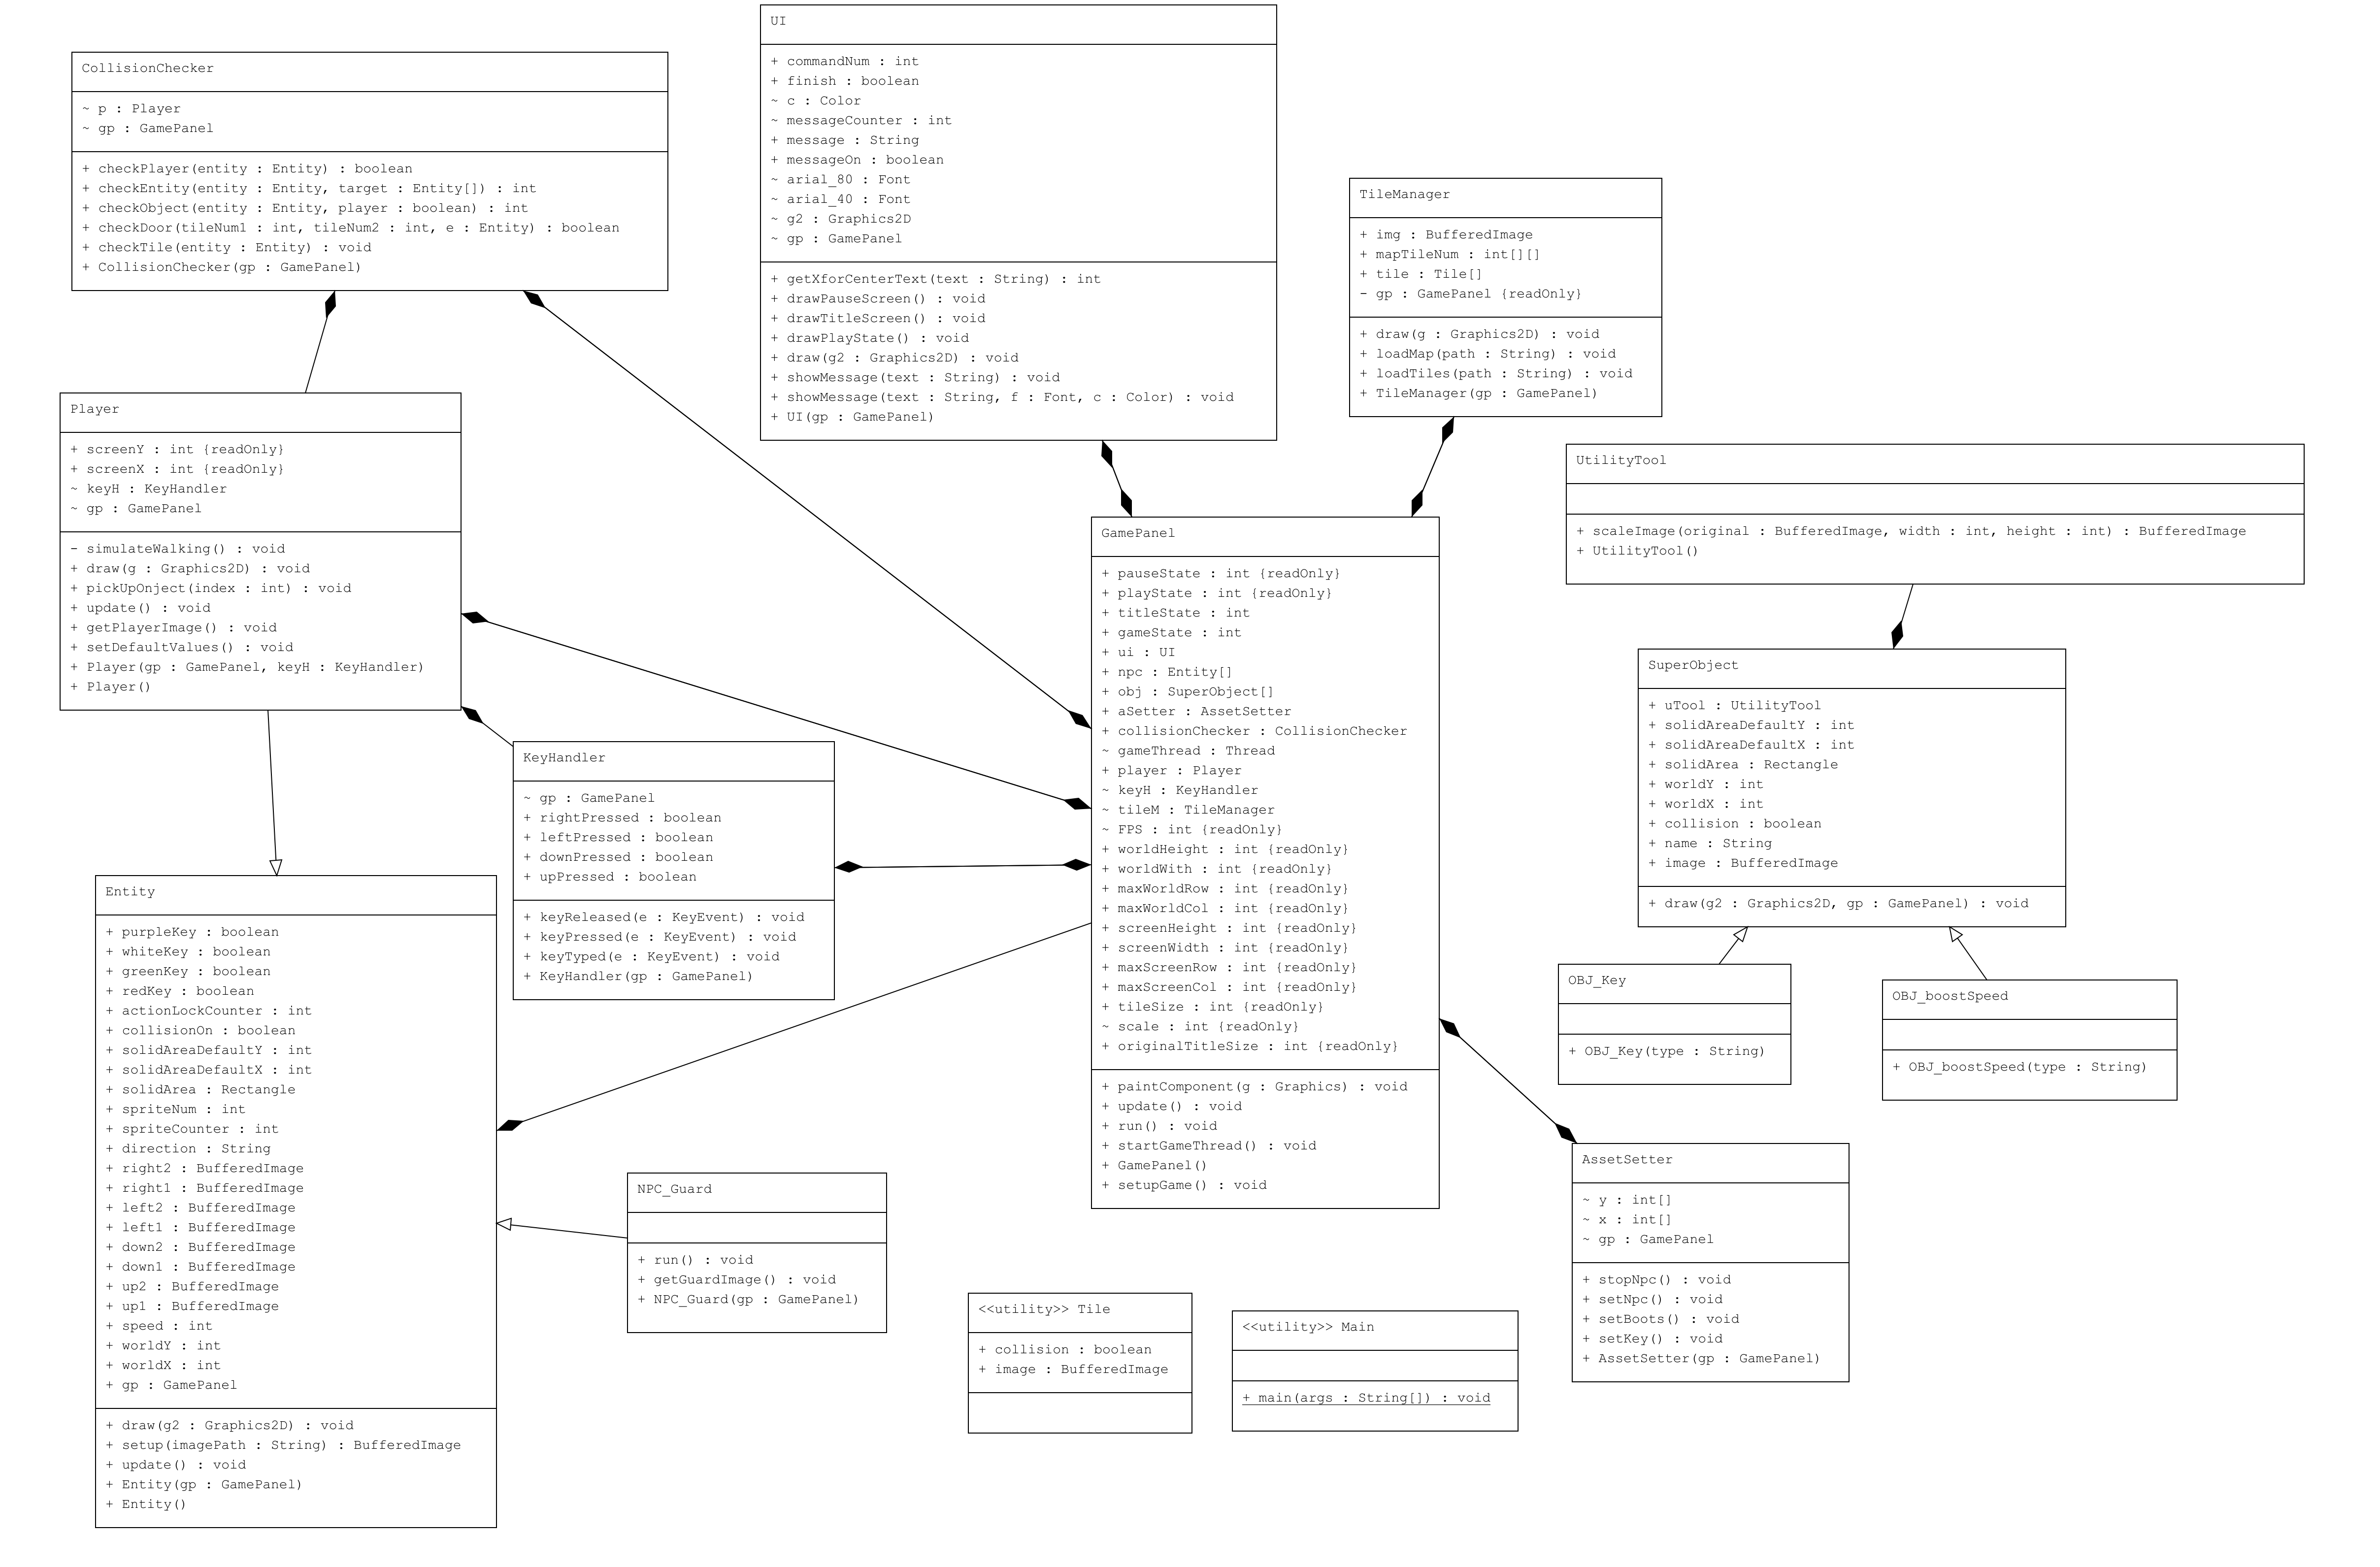 UI
+ commandNum : int
+ finish : boolean
~ c : Color
~ messageCounter : int
+ message : String
+ messageOn : boolean
~ arial_80 : Font
~ arial_40 : Font
~ g2 : Graphics2D
~ gp : GamePanel
+ getXforCenterText(text : String) : int
+ drawPauseScreen() : void
+ drawTitleScreen() : void
+ drawPlayState() : void
+ draw(g2 : Graphics2D) : void
+ showMessage(text : String) : void
+ showMessage(text : String, f : Font, c : Color) : void
+ UI(gp : GamePanel)
CollisionChecker
~ p : Player
~ gp : GamePanel
+ checkPlayer(entity : Entity) : boolean
+ checkEntity(entity : Entity, target : Entity[]) : int
+ checkObject(entity : Entity, player : boolean) : int
+ checkDoor(tileNum1 : int, tileNum2 : int, e : Entity) : boolean
+ checkTile(entity : Entity) : void
+ CollisionChecker(gp : GamePanel)
TileManager
+ img : BufferedImage
+ mapTileNum : int[][]
+ tile : Tile[]
- gp : GamePanel {readOnly}
+ draw(g : Graphics2D) : void
+ loadMap(path : String) : void
+ loadTiles(path : String) : void
+ TileManager(gp : GamePanel)
Player
+ screenY : int {readOnly}
+ screenX : int {readOnly}
~ keyH : KeyHandler
~ gp : GamePanel
- simulateWalking() : void
+ draw(g : Graphics2D) : void
+ pickUpOnject(index : int) : void
+ update() : void
+ getPlayerImage() : void
+ setDefaultValues() : void
+ Player(gp : GamePanel, keyH : KeyHandler)
+ Player()
UtilityTool
+ scaleImage(original : BufferedImage, width : int, height : int) : BufferedImage
+ UtilityTool()
GamePanel
+ pauseState : int {readOnly}
+ playState : int {readOnly}
+ titleState : int
+ gameState : int
+ ui : UI
+ npc : Entity[]
+ obj : SuperObject[]
+ aSetter : AssetSetter
+ collisionChecker : CollisionChecker
~ gameThread : Thread
+ player : Player
~ keyH : KeyHandler
~ tileM : TileManager
~ FPS : int {readOnly}
+ worldHeight : int {readOnly}
+ worldWith : int {readOnly}
+ maxWorldRow : int {readOnly}
+ maxWorldCol : int {readOnly}
+ screenHeight : int {readOnly}
+ screenWidth : int {readOnly}
+ maxScreenRow : int {readOnly}
+ maxScreenCol : int {readOnly}
+ tileSize : int {readOnly}
~ scale : int {readOnly}
+ originalTitleSize : int {readOnly}
+ paintComponent(g : Graphics) : void
+ update() : void
+ run() : void
+ startGameThread() : void
+ GamePanel()
+ setupGame() : void
SuperObject
+ uTool : UtilityTool
+ solidAreaDefaultY : int
+ solidAreaDefaultX : int
+ solidArea : Rectangle
+ worldY : int
+ worldX : int
+ collision : boolean
+ name : String
+ image : BufferedImage
+ draw(g2 : Graphics2D, gp : GamePanel) : void
KeyHandler
~ gp : GamePanel
+ rightPressed : boolean
+ leftPressed : boolean
+ downPressed : boolean
+ upPressed : boolean
+ keyReleased(e : KeyEvent) : void
+ keyPressed(e : KeyEvent) : void
+ keyTyped(e : KeyEvent) : void
+ KeyHandler(gp : GamePanel)
Entity
+ purpleKey : boolean
+ whiteKey : boolean
+ greenKey : boolean
+ redKey : boolean
+ actionLockCounter : int
+ collisionOn : boolean
+ solidAreaDefaultY : int
+ solidAreaDefaultX : int
+ solidArea : Rectangle
+ spriteNum : int
+ spriteCounter : int
+ direction : String
+ right2 : BufferedImage
+ right1 : BufferedImage
+ left2 : BufferedImage
+ left1 : BufferedImage
+ down2 : BufferedImage
+ down1 : BufferedImage
+ up2 : BufferedImage
+ up1 : BufferedImage
+ speed : int
+ worldY : int
+ worldX : int
+ gp : GamePanel
+ draw(g2 : Graphics2D) : void
+ setup(imagePath : String) : BufferedImage
+ update() : void
+ Entity(gp : GamePanel)
+ Entity()
OBJ_Key
+ OBJ_Key(type : String)
OBJ_boostSpeed
+ OBJ_boostSpeed(type : String)
AssetSetter
~ y : int[]
~ x : int[]
~ gp : GamePanel
+ stopNpc() : void
+ setNpc() : void
+ setBoots() : void
+ setKey() : void
+ AssetSetter(gp : GamePanel)
NPC_Guard
+ run() : void
+ getGuardImage() : void
+ NPC_Guard(gp : GamePanel)
<<utility>> Tile
+ collision : boolean
+ image : BufferedImage
<<utility>> Main
+ main(args : String[]) : void